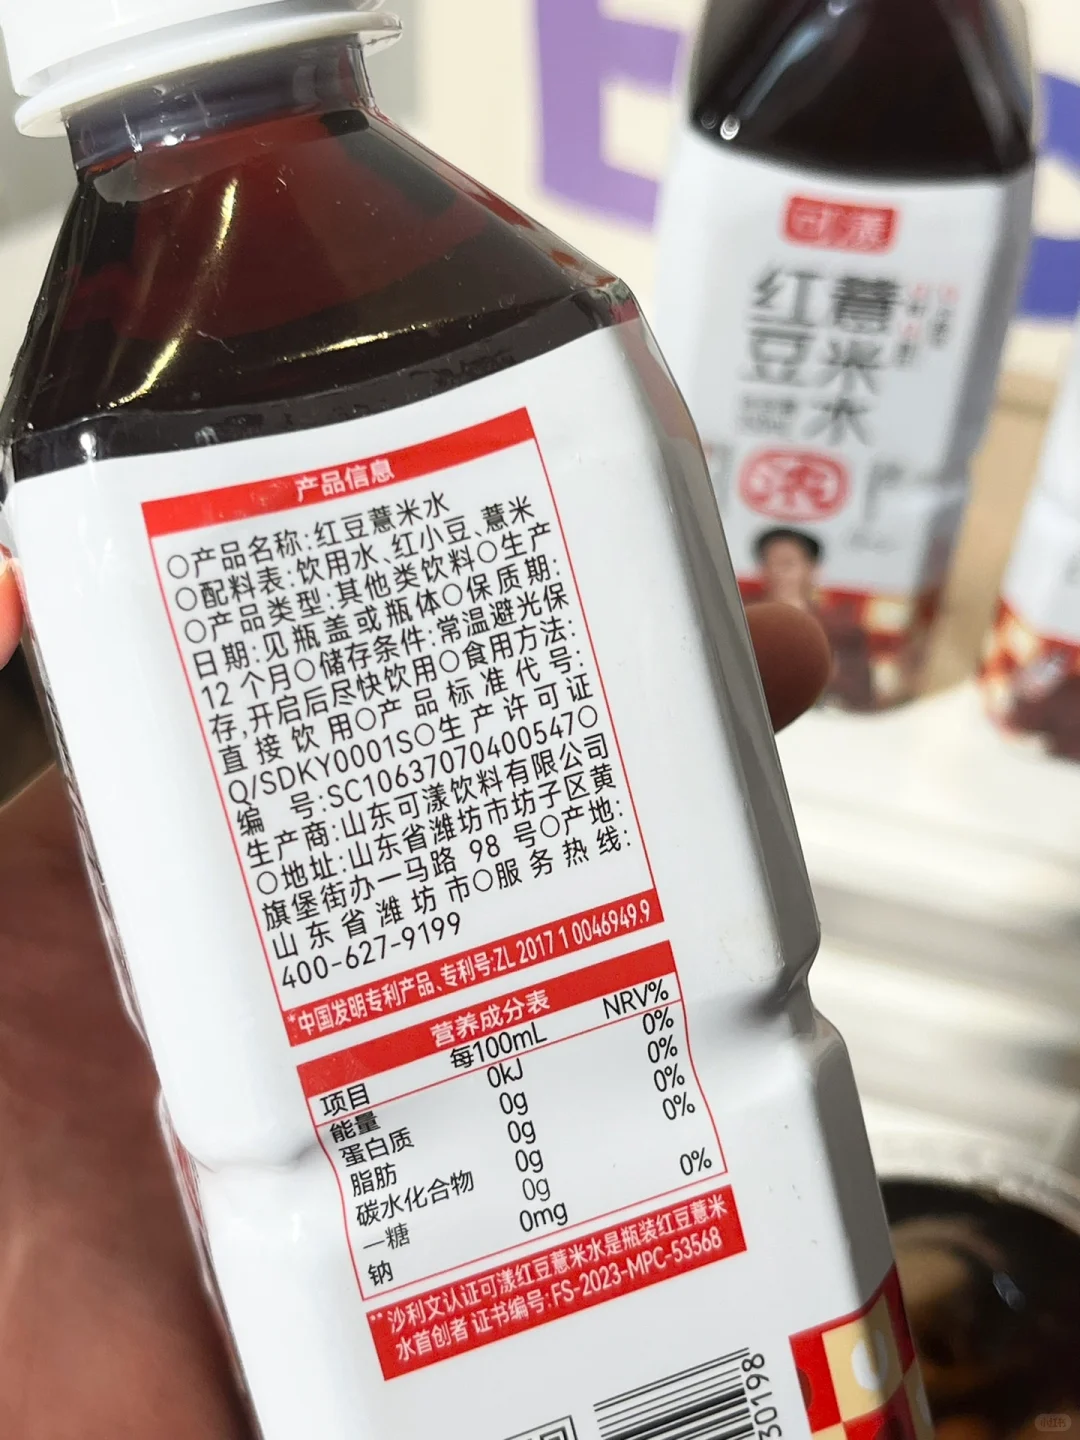 产品信息
○产品名称:红豆薏米水
○配料表:饮用水、红小豆、薏米
○产品类型:其他类饮料○生产
日期:见瓶盖或瓶体○保质期:
12个月○储存条件:常温避光保
存,开启后尽快饮用○食用方法:
直接饮用○产品标准代号:
Q/SDKY0001S○生产许可证
编号:SC10637070400547○
生产商:山东可漾饮料有限公司
○地址:山东省潍坊市坊子区黄
旗堡街办一马路98号○产地:
山东省潍坊市○服务热线:
400-627-9199
*中国发明专利产品、专利号:ZL 2017 1 0046949.9
营养成分表
项目 每100mL NRV%
能量 0kJ 0%
蛋白质 0g 0%
脂肪 0g 0%
碳水化合物 0g 0%
—糖 0g
钠 0mg 0%
**沙利文认证可漾红豆薏米水是瓶装红豆薏米
水首创者 证书编号:FS-2023-MPC-53568
30198
可漾
红豆
薏米水